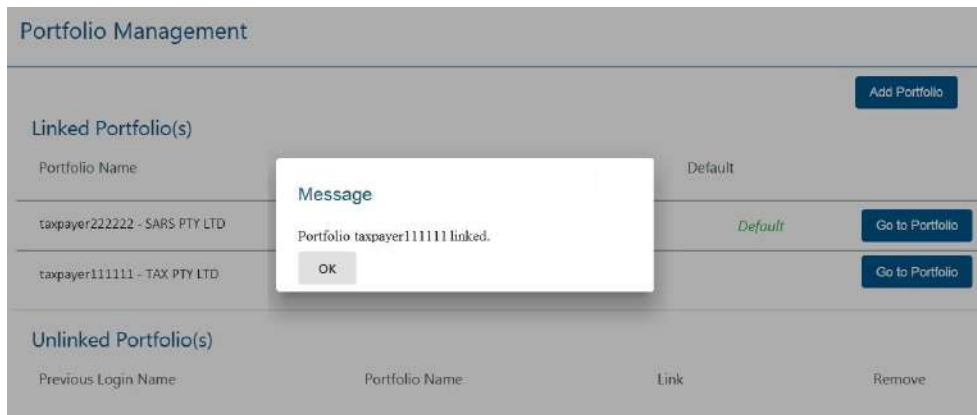 Portfolio Management
Add Portfolio
Linked Portfolio(s)
Portfolio Name
Default
Message
taxpayer222222 - SARS PTY LTD
Default
Go to Portfolio
Portfolio taxpayer111111 linked.
OK
taxpayer111111 - TAX PTY LTD
Go to Portfolio
Unlinked Portfolio(s)
Previous Login Name
Portfolio Name
Link
Remove